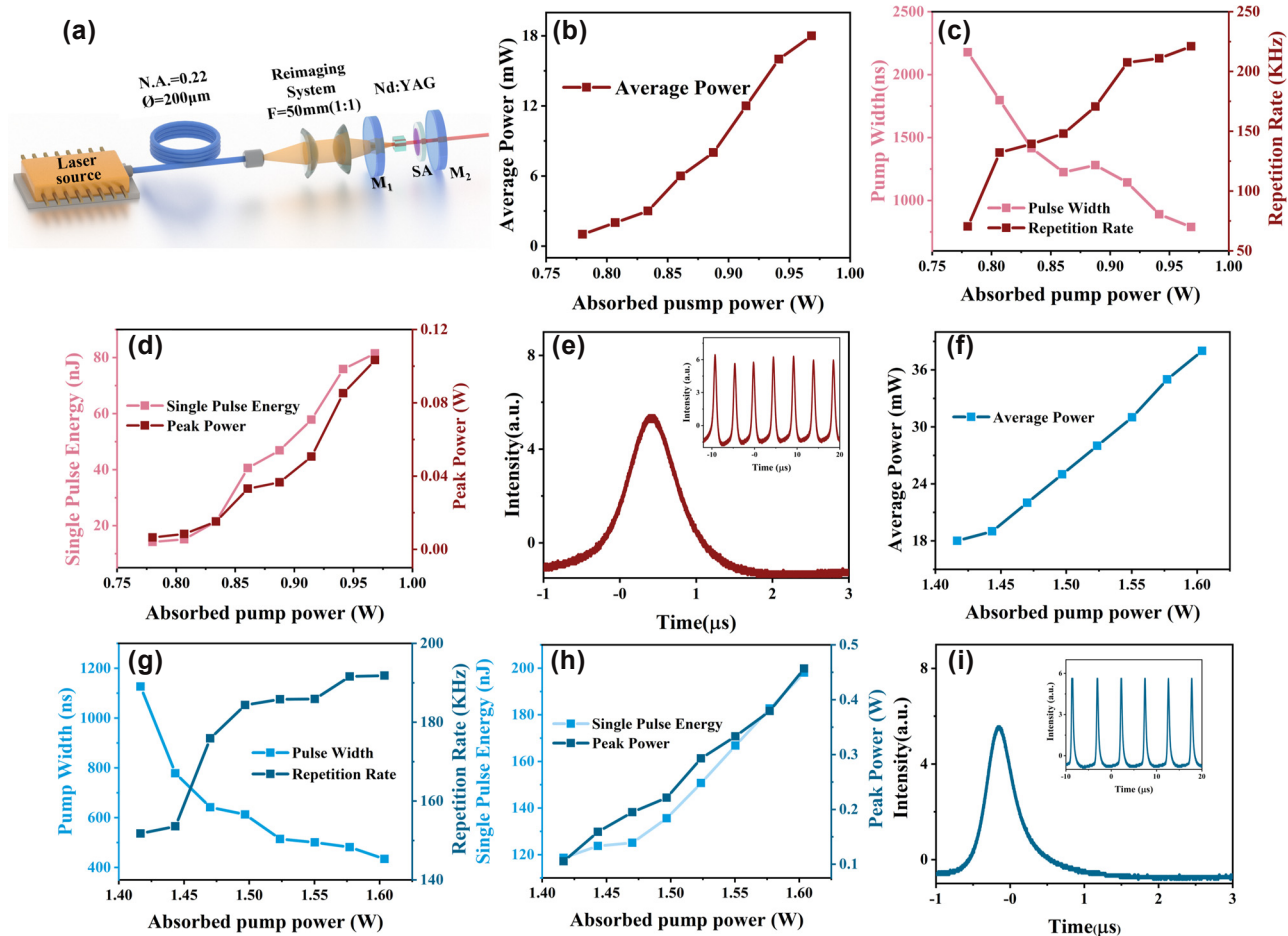 (a)
N.A.=0.22
Ø=200μm
Reimaging
System
F=50mm(1:1)
Nd:YAG
Laser
source
M1
SA
M2
(b)
Average Power (mW)
18
12
6
0
Average Power
0.75 0.80 0.85 0.90 0.95 1.00
Absorbed pusmp power (W)
(c)
Pump Width(ns)
2500
2000
1500
1000
Pulse Width
Repetition Rate
250
200
150
100
50
Repetition Rate (KHz)
0.75 0.80 0.85 0.90 0.95 1.00
Absorbed pump power (W)
(d)
Single Pulse Energy (nJ)
80
60
40
20
Single Pulse Energy
Peak Power
0.12
0.08
0.04
0.00
Peak Power (W)
0.75 0.80 0.85 0.90 0.95 1.00
Absorbed pump power (W)
(e)
Intensity(a.u.)
8
4
0
Intensity (a.u.)
6
3
0
-10 -0 10 20
Time (μs)
-1 -0 1 2 3
Time(μs)
(f)
Average Power (mW)
36
30
24
18
Average Power
1.40 1.45 1.50 1.55 1.60
Absorbed pump power (W)
(g)
Pump Width (ns)
1200
1000
800
600
400
Pulse Width
Repetition Rate
200
180
160
140
Repetition Rate (KHz)
1.40 1.45 1.50 1.55 1.60
Absorbed pump power (W)
(h)
Single Pulse Energy (nJ)
200
180
160
140
120
Single Pulse Energy
Peak Power
0.5
0.4
0.3
0.2
0.1
Peak Power (W)
1.40 1.45 1.50 1.55 1.60
Absorbed pump power (W)
(i)
Intensity(a.u.)
8
4
0
Intensity (a.u.)
6
3
0
-10 -0 10 20
Time (μs)
-1 -0 1 2 3
Time(μs)